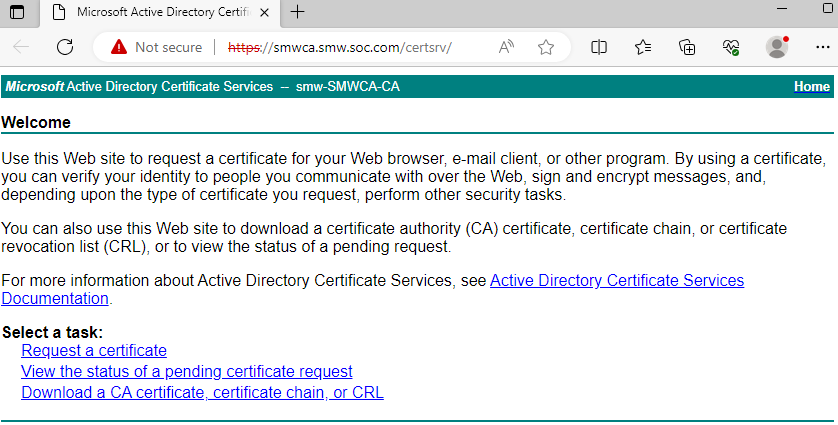 Microsoft Active Directory Certifi
Not secure https://smwca.smw.soc.com/certsrv/
Microsoft Active Directory Certificate Services -- smw-SMWCA-CA Home
Welcome
Use this Web site to request a certificate for your Web browser, e-mail client, or other program. By using a certificate,
you can verify your identity to people you communicate with over the Web, sign and encrypt messages, and,
depending upon the type of certificate you request, perform other security tasks.
You can also use this Web site to download a certificate authority (CA) certificate, certificate chain, or certificate
revocation list (CRL), or to view the status of a pending request.
For more information about Active Directory Certificate Services, see Active Directory Certificate Services
Documentation.
Select a task:
Request a certificate
View the status of a pending certificate request
Download a CA certificate, certificate chain, or CRL